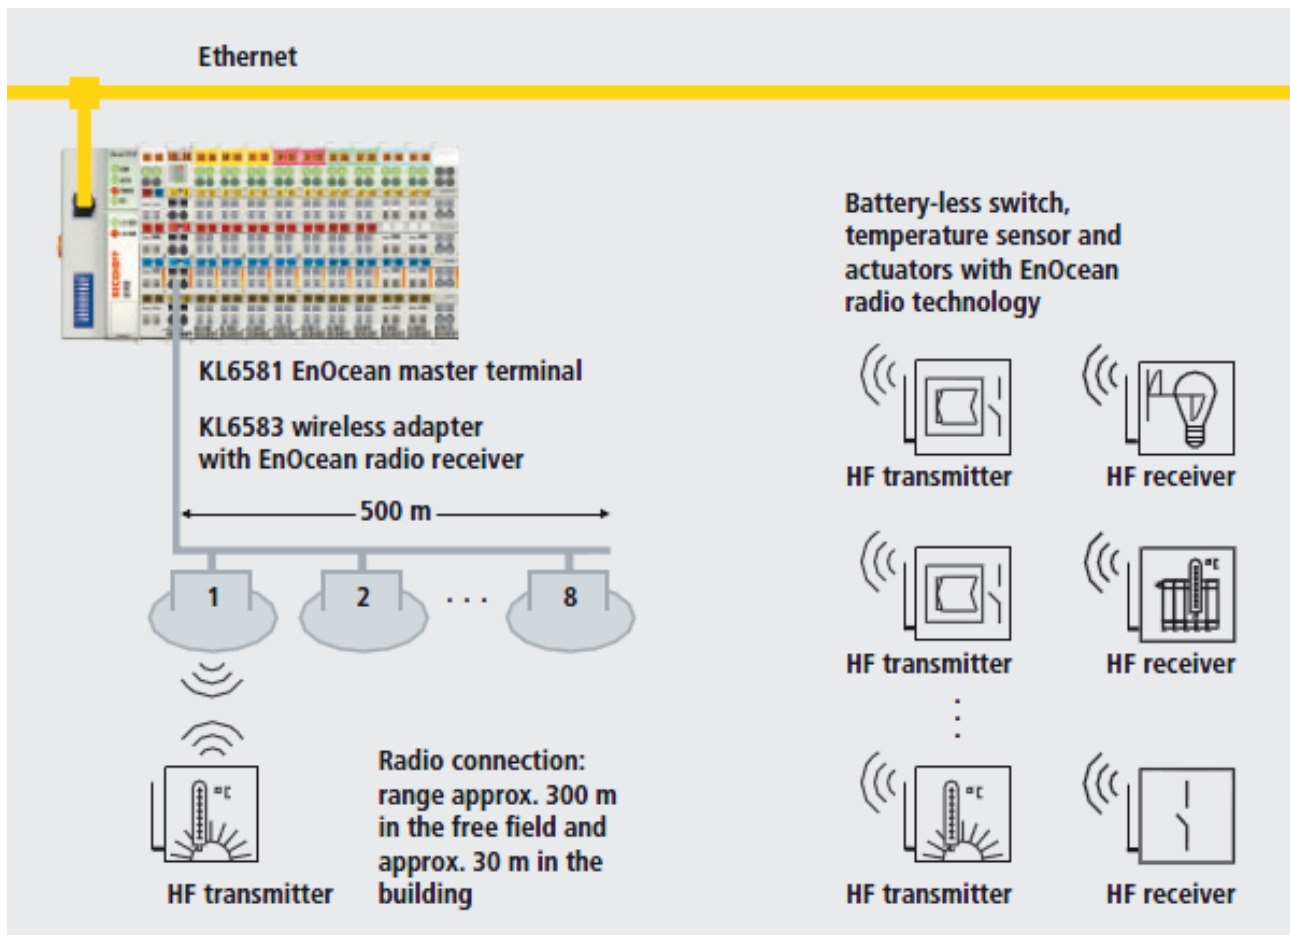 Ethernet
BECKHOFF
KL6581 EnOcean master terminal
KL6583 wireless adapter
with EnOcean radio receiver
500 m
1
2
. . .
8
°C
HF transmitter
Radio connection:
range approx. 300 m
in the free field and
approx. 30 m in the
building
Battery-less switch,
temperature sensor and
actuators with EnOcean
radio technology
HF transmitter
HF receiver
°C
HF transmitter
HF receiver
°C
HF transmitter
HF receiver